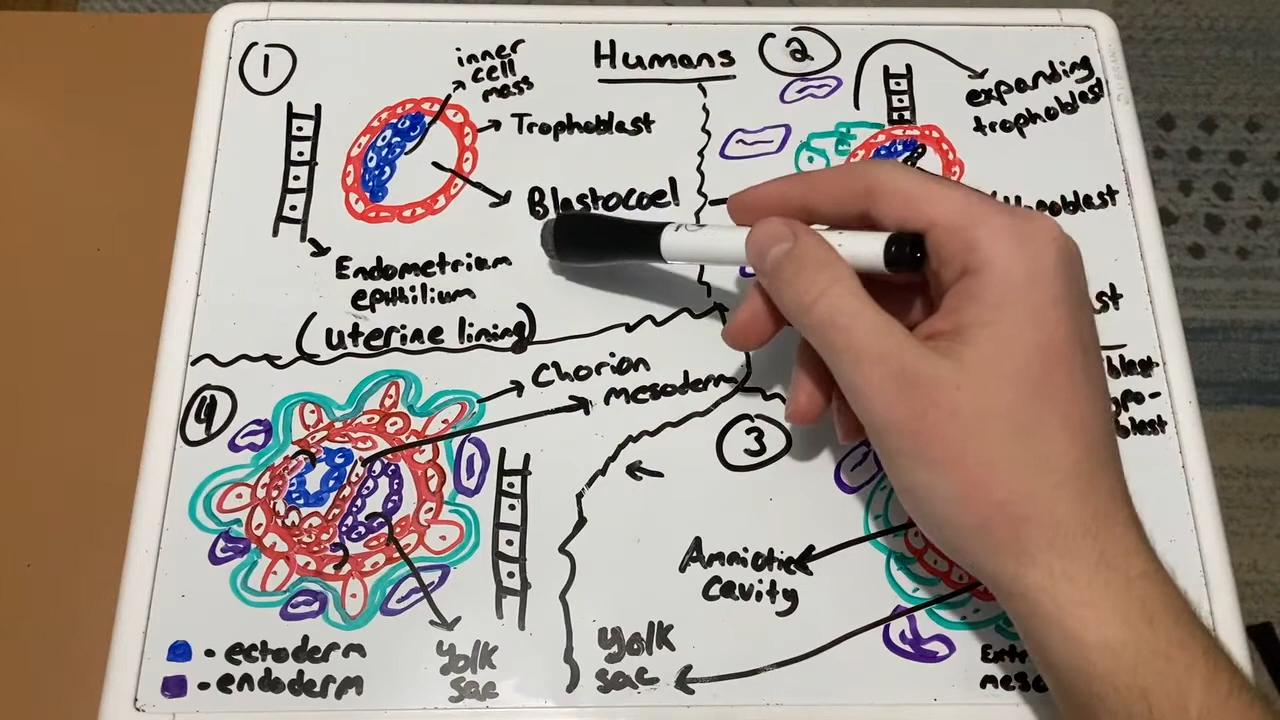 Humans
1
inner
cell
mass
Trophoblast
Blastocoel
Endometrium
epithilium
(uterine lining)
2
expanding
trophoblast
3
Amniotic
cavity
yolk
sac
4
Chorion
mesoderm
yolk
sac
- ectoderm
- endoderm